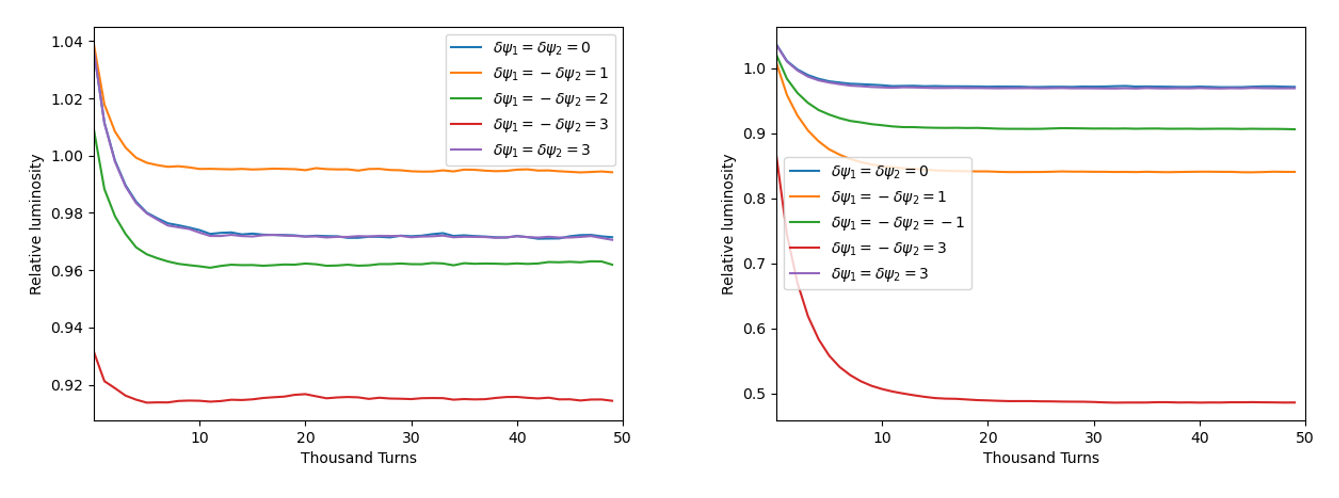 1.04
1.02
1.00
0.98
0.96
0.94
0.92
Relative luminosity
10
20
30
40
50
Thousand Turns
δψ₁ = δψ₂ = 0
δψ₁ = − δψ₂ = 1
δψ₁ = − δψ₂ = 2
δψ₁ = − δψ₂ = 3
δψ₁ = δψ₂ = 3
1.0
0.9
0.8
0.7
0.6
0.5
Relative luminosity
10
20
30
40
50
Thousand Turns
δψ₁ = δψ₂ = 0
δψ₁ = − δψ₂ = 1
δψ₁ = − δψ₂ = − 1
δψ₁ = − δψ₂ = 3
δψ₁ = δψ₂ = 3